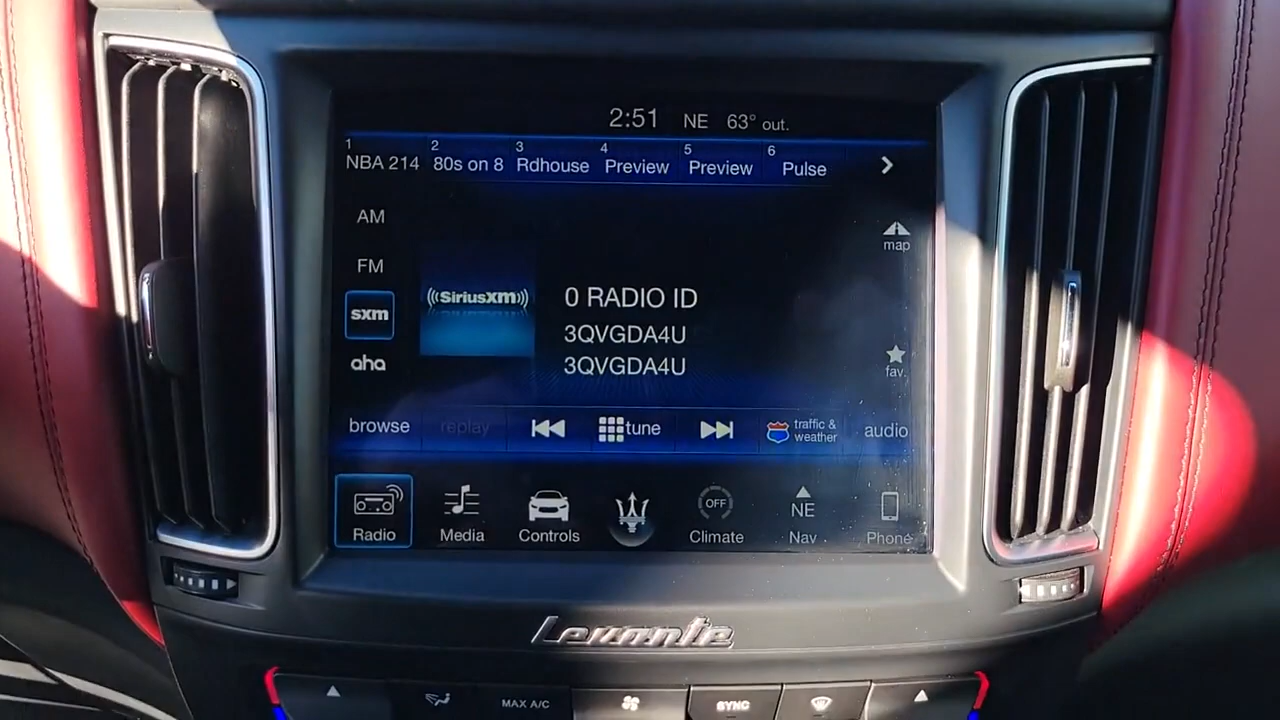 2:51 NE 63° out.
1 2 3 4 5 6
NBA 214 80s on 8 Rdhouse Preview Preview Pulse
AM
map
FM
((SiriusXM))
0 RADIO ID
sxm
3QVGDA4U
aha
3QVGDA4U
fav.
browse replay tune traffic & weather audio
OFF NE
Radio Media Controls Climate Nav Phone
Levante
MAX A/C SYNC